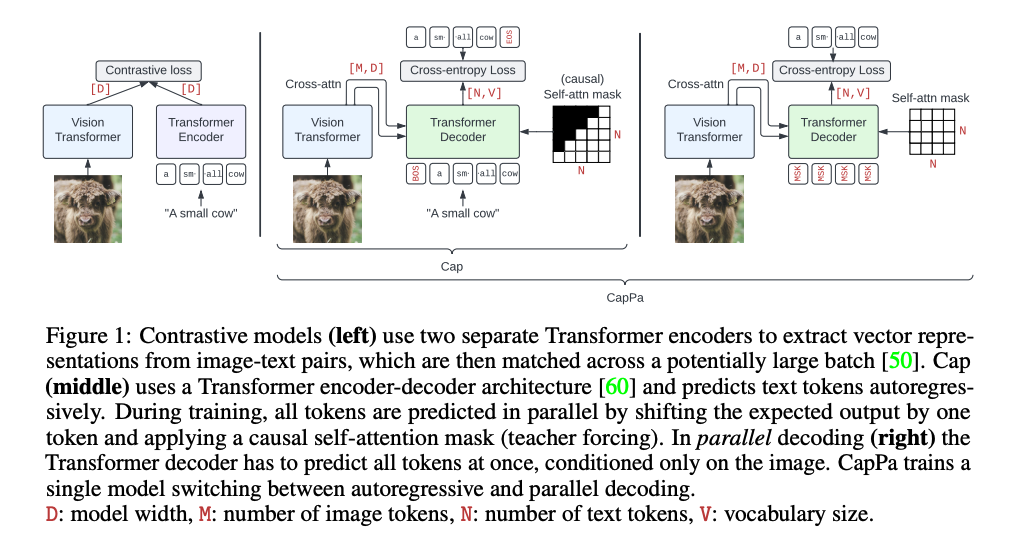 Contrastive loss
[D]
[D]
Vision
Transformer
Transformer
Encoder
a sm· ·all cow
"A small cow"
a sm· ·all cow EOS
[M,D]
Cross-entropy Loss
Cross-attn
[N,V]
(causal)
Self-attn mask
Vision
Transformer
Transformer
Decoder
N
N
BOS a sm· ·all cow
"A small cow"
Cap
a sm· ·all cow
[M,D]
Cross-entropy Loss
Cross-attn
[N,V]
Self-attn mask
Vision
Transformer
Transformer
Decoder
N
N
MSK MSK MSK MSK
CapPa
Figure 1: Contrastive models (left) use two separate Transformer encoders to extract vector repre-
sentations from image-text pairs, which are then matched across a potentially large batch [50]. Cap
(middle) uses a Transformer encoder-decoder architecture [60] and predicts text tokens autoregres-
sively. During training, all tokens are predicted in parallel by shifting the expected output by one
token and applying a causal self-attention mask (teacher forcing). In parallel decoding (right) the
Transformer decoder has to predict all tokens at once, conditioned only on the image. CapPa trains a
single model switching between autoregressive and parallel decoding.
D: model width, M: number of image tokens, N: number of text tokens, V: vocabulary size.